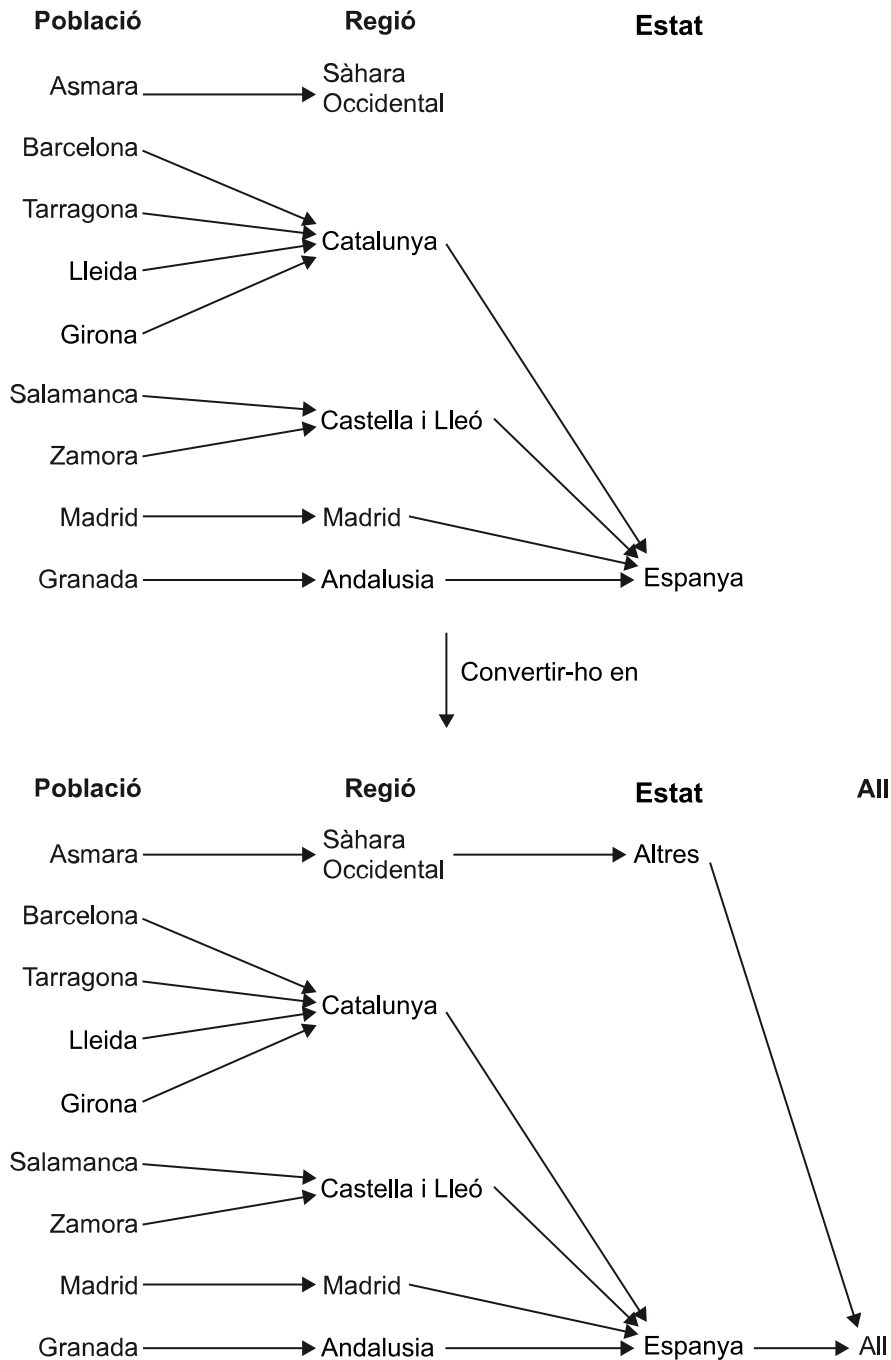 Població Regió Estat
Asmara Sàhara
Occidental
Barcelona
Tarragona
Catalunya
Lleida
Girona
Salamanca
Castella i Lleó
Zamora
Madrid Madrid
Granada Andalusia Espanya
Convertir-ho en
Població Regió Estat All
Asmara Sàhara
Occidental Altres
Barcelona
Tarragona
Catalunya
Lleida
Girona
Salamanca
Castella i Lleó
Zamora
Madrid Madrid
Granada Andalusia Espanya All